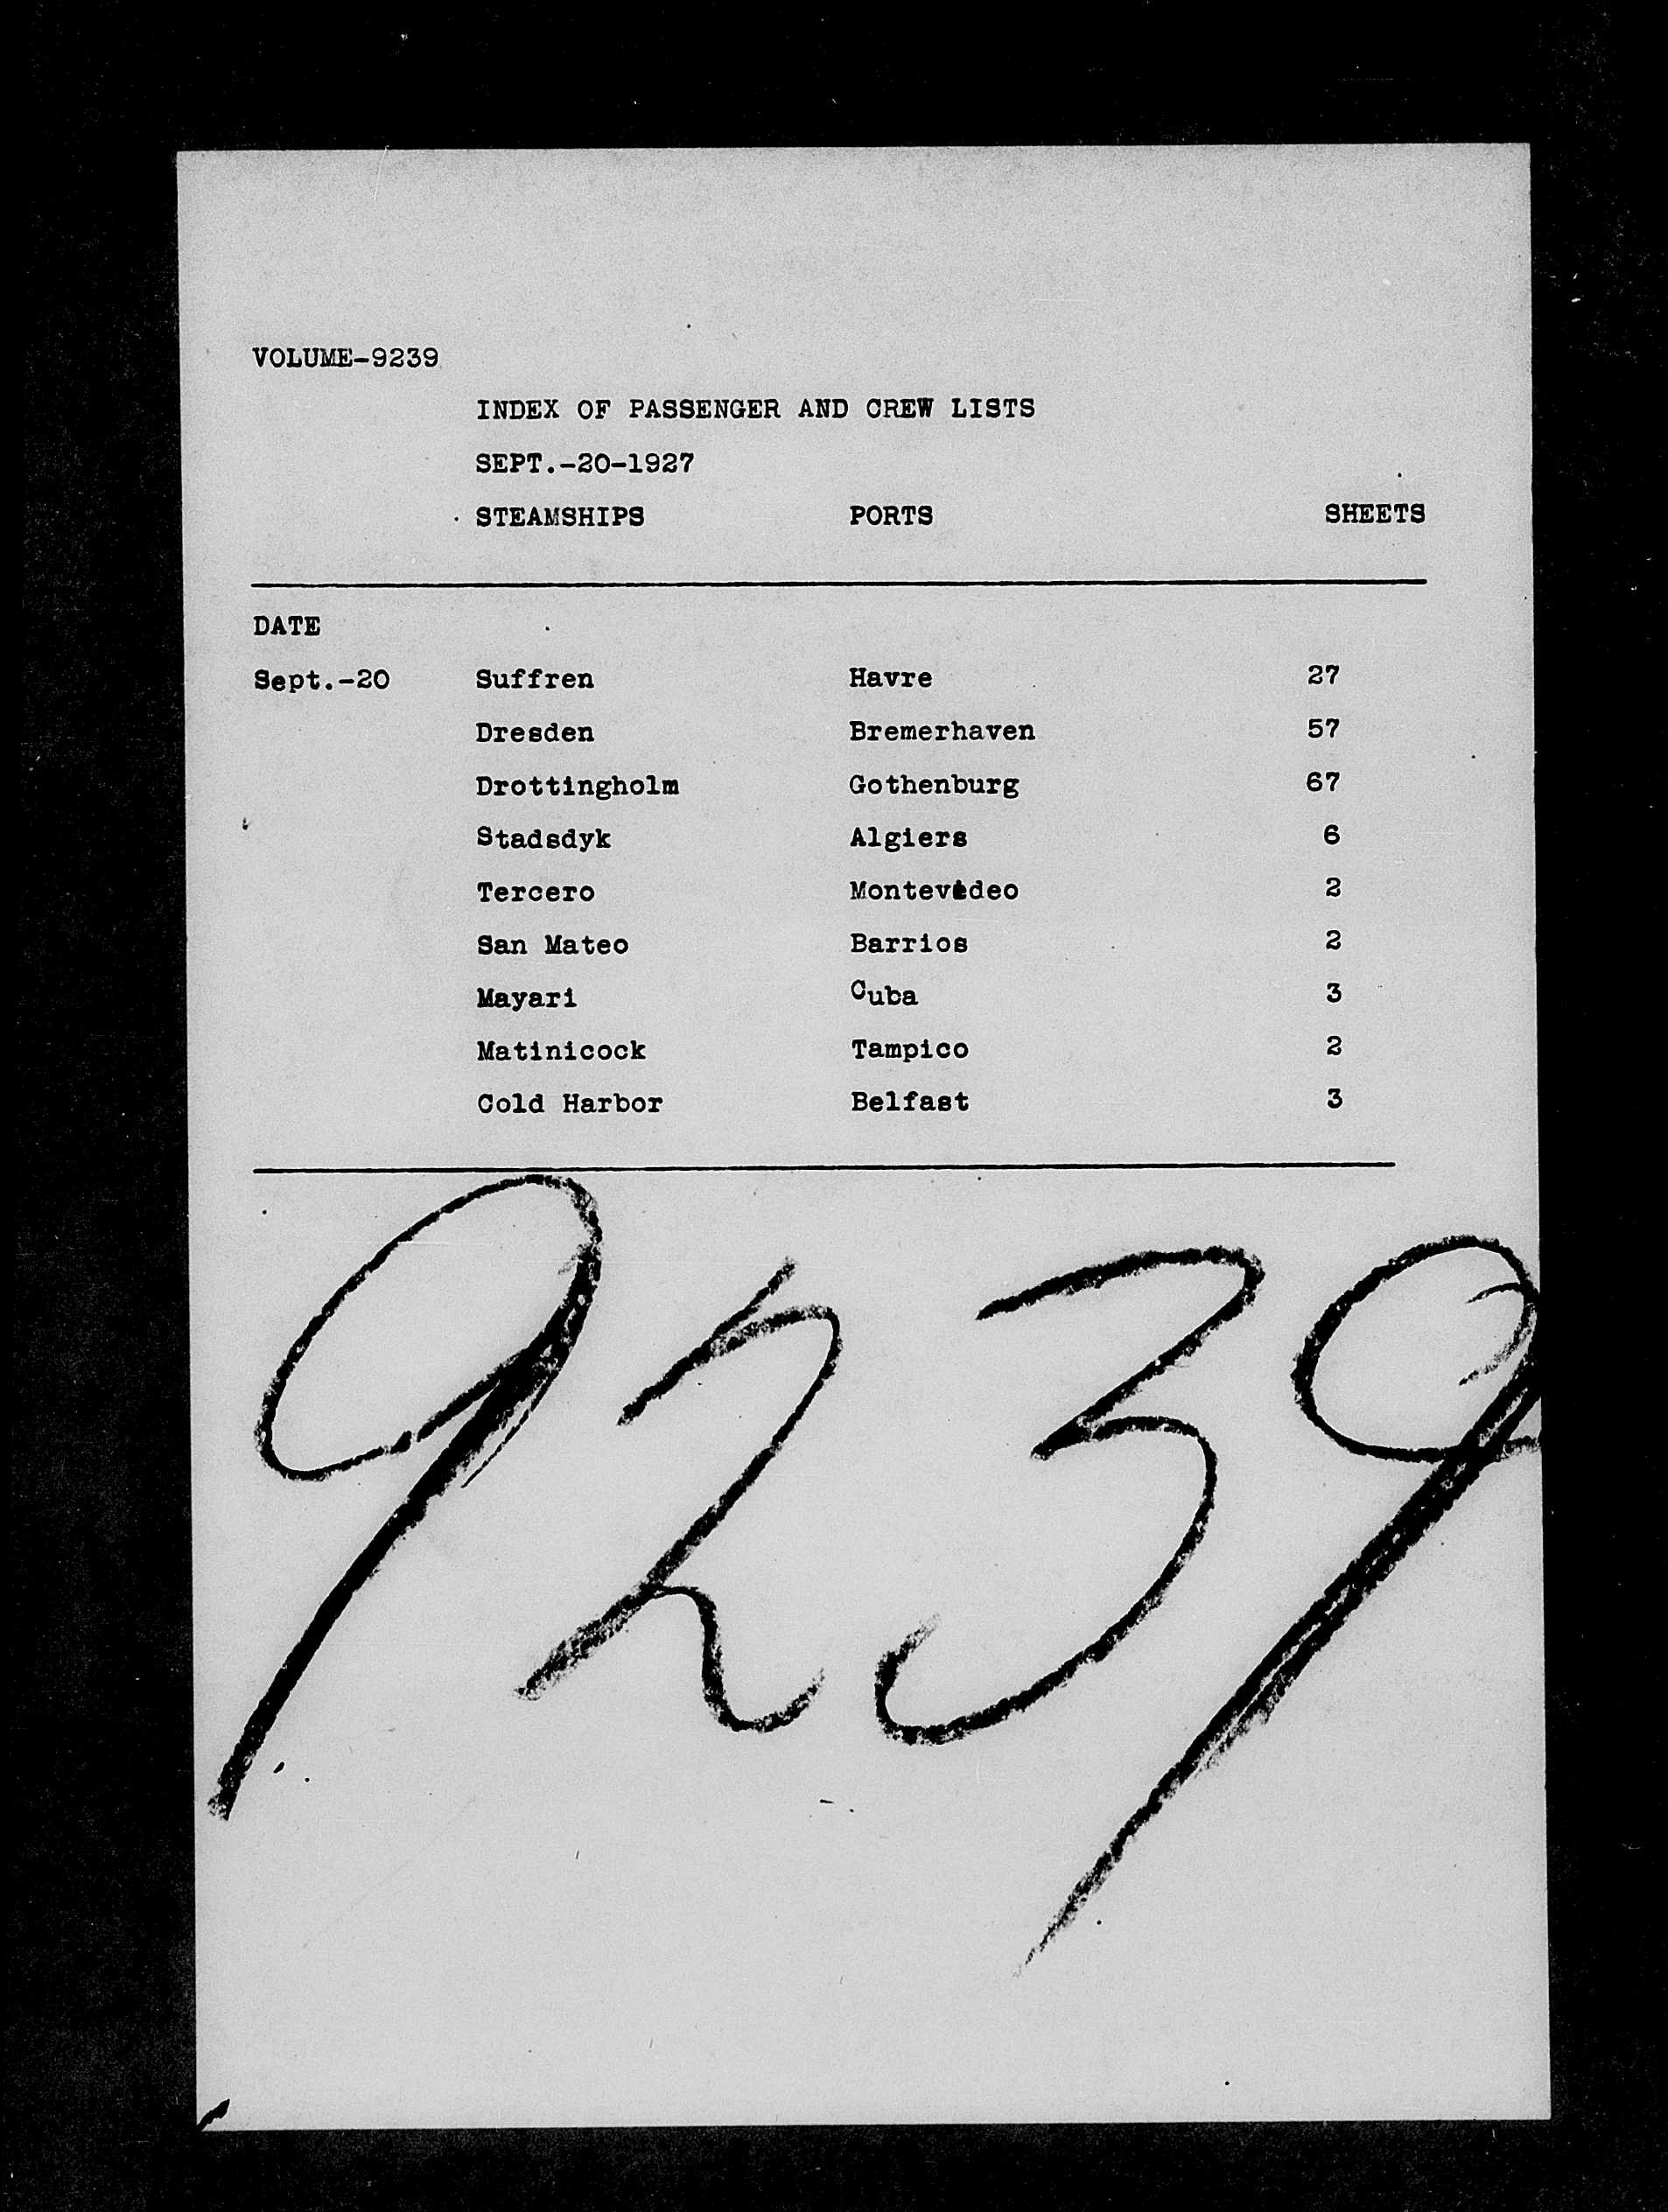 VOLUME-9239
INDEX OF PASSENGER AND CREW LISTS
SEPT.-20-1927
STEAMSHIPS PORTS SHEETS
DATE
Sept.-20 Suffren Havre 27
Dresden Bremerhaven 57
Drottingholm Gothenburg 67
Stadsdyk Algiers 6
Tercero Montevideo 2
San Mateo Barrios 2
Mayari Cuba 3
Matinicock Tampico 2
Cold Harbor Belfast 3
9239